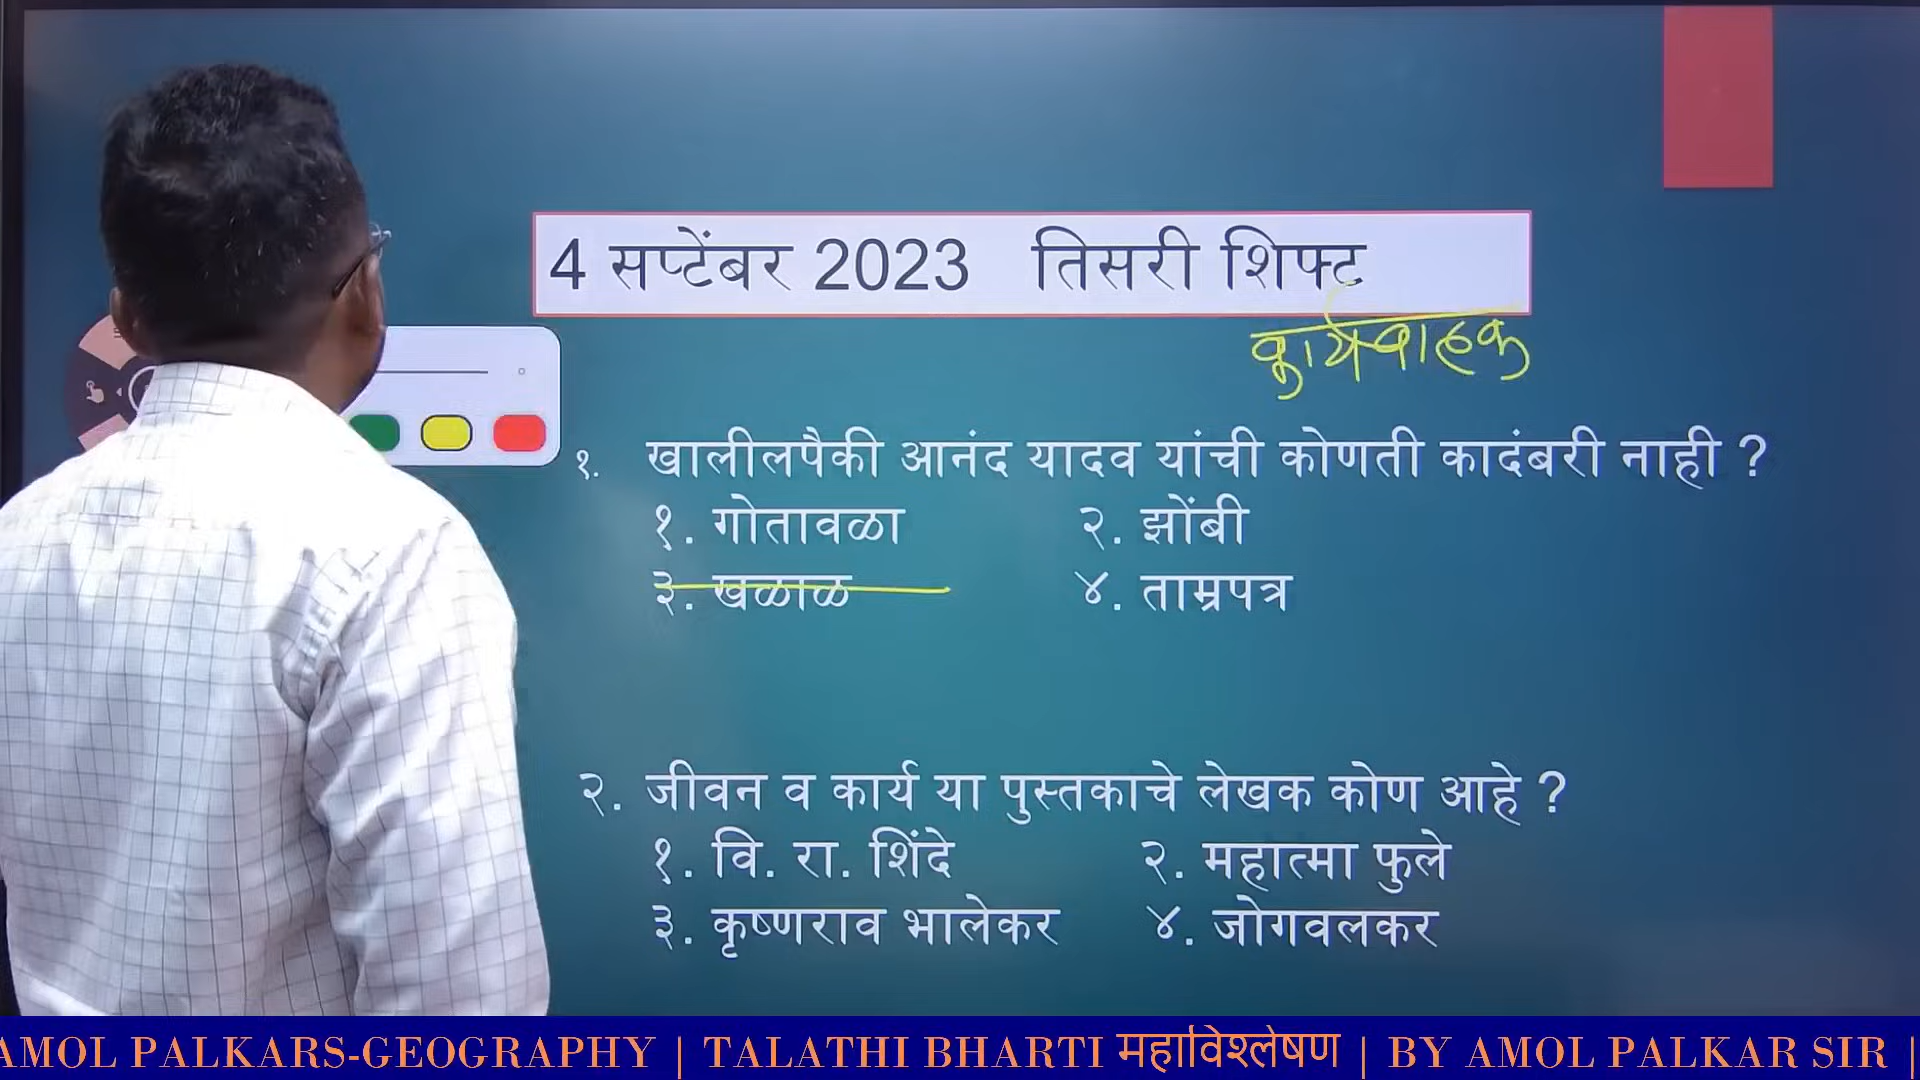 4 सप्टेंबर 2023 तिसरी शिफ्ट
कार्यवाहक
१. खालीलपैकी आनंद यादव यांची कोणती कादंबरी नाही ?
१. गोतावळा २. झोंबी
३. खळाळ ४. ताम्रपत्र
२. जीवन व कार्य या पुस्तकाचे लेखक कोण आहे ?
१. वि. रा. शिंदे २. महात्मा फुले
३. कृष्णराव भालेकर ४. जोगवलकर
AMOL PALKARS-GEOGRAPHY | TALATHI BHARTI महाविश्लेषण | BY AMOL PALKAR SIR |